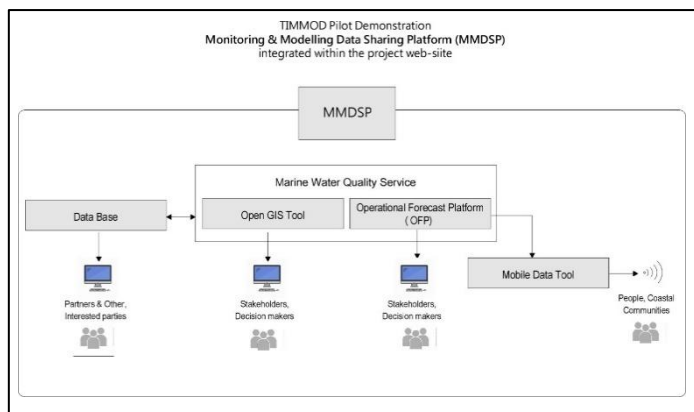 TIMMOD Pilot Demonstration
Monitoring & Modelling Data Sharing Platform (MMDSP)
integrated within the project web-siite
MMDSP
Marine Water Quality Service
Data Base
Open GIS Tool
Operational Forecast Platform
( OFP)
Mobile Data Tool
Partners & Other,
Interested parties
Stakeholders,
Decision makers
Stakeholders,
Decision makers
People, Coastal
Communities